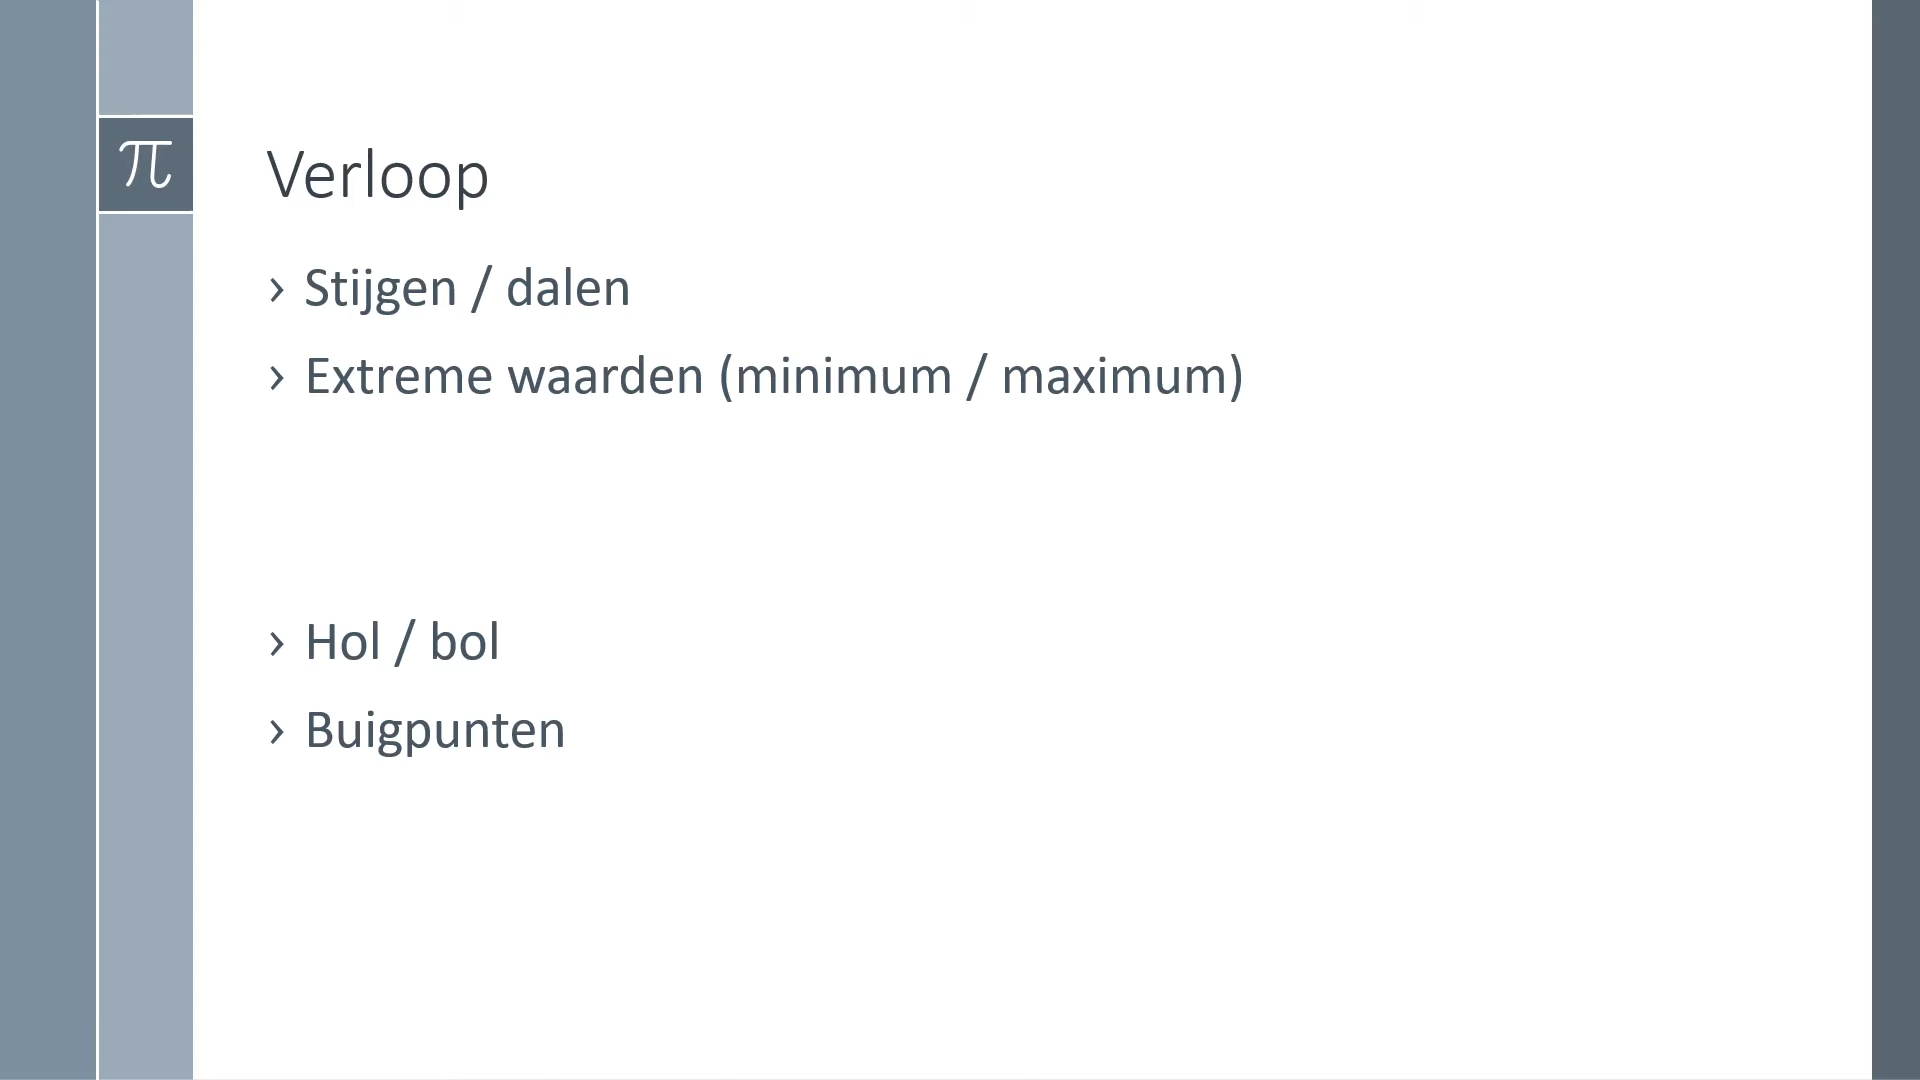 π
Verloop
› Stijgen / dalen
› Extreme waarden (minimum / maximum)
› Hol / bol
› Buigpunten